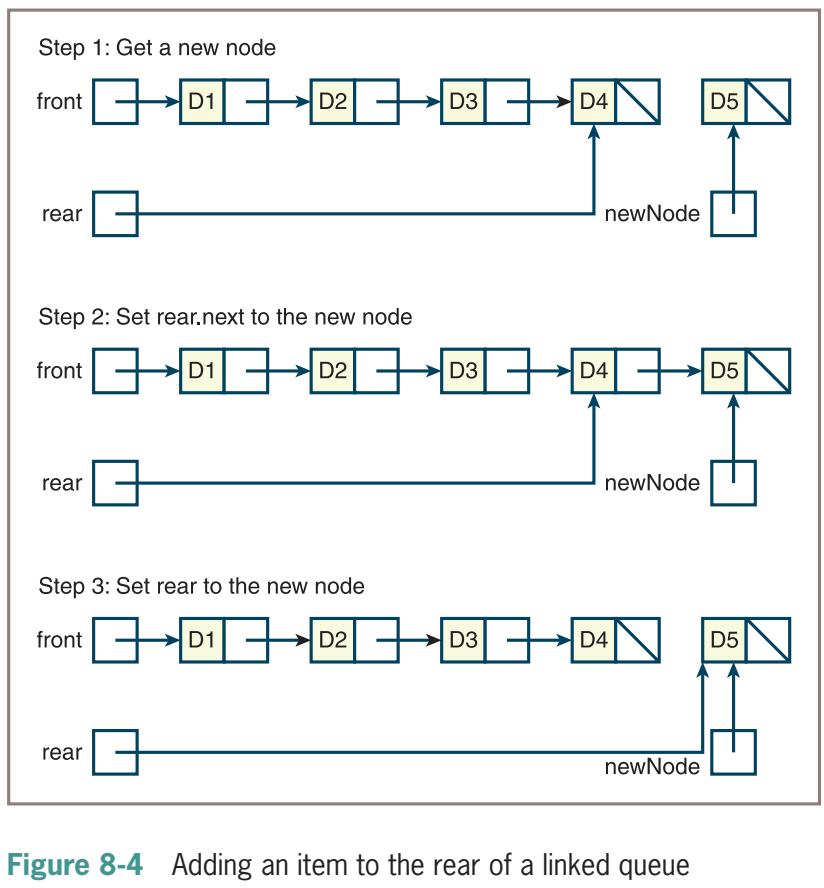 Step 1: Get a new node
front D1 D2 D3 D4 D5
rear newNode
Step 2: Set rear.next to the new node
front D1 D2 D3 D4 D5
rear newNode
Step 3: Set rear to the new node
front D1 D2 D3 D4 D5
rear newNode
Figure 8-4 Adding an item to the rear of a linked queue